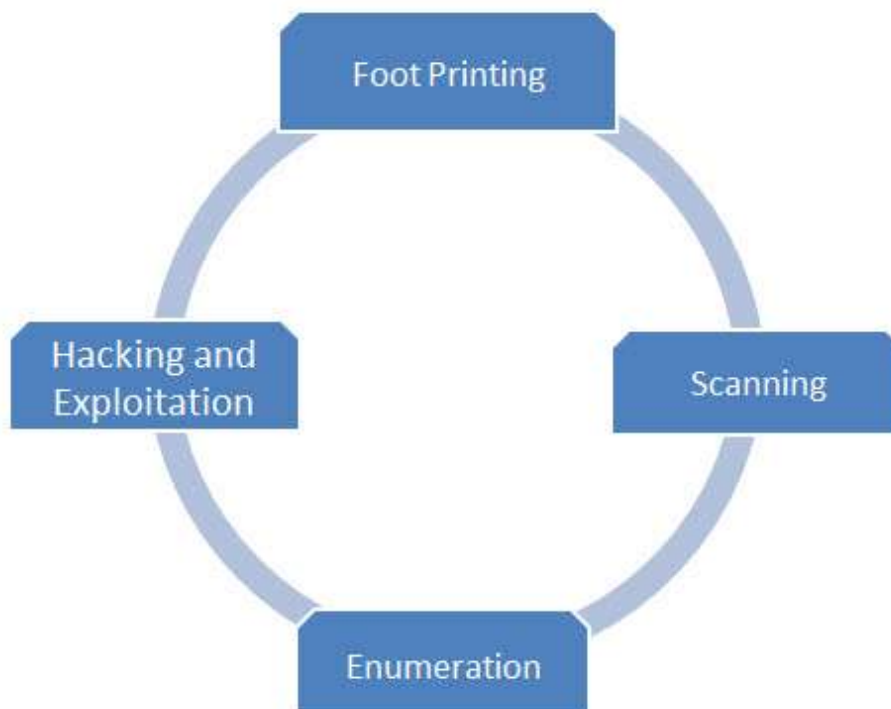 Foot Printing
Scanning
Enumeration
Hacking and
Exploitation